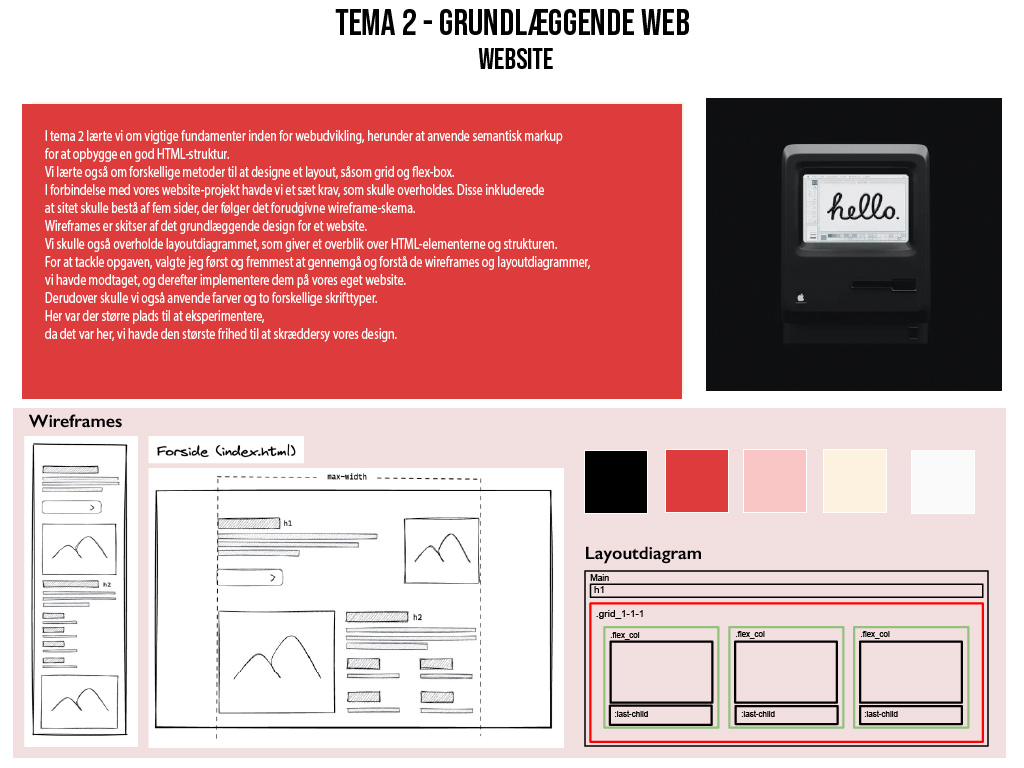 TEMA 2 - GRUNDLÆGGENDE WEB
WEBSITE
I tema 2 lærte vi om vigtige fundamenter inden for webudvikling, herunder at anvende semantisk markup
for at opbygge en god HTML-struktur.
Vi lærte også om forskellige metoder til at designe et layout, såsom grid og flex-box.
I forbindelse med vores website-projekt havde vi et sæt krav, som skulle overholdes. Disse inkluderede
at sitet skulle bestå af fem sider, der følger det forudgivne wireframe-skema.
Wireframes er skitser af det grundlæggende design for et website.
Vi skulle også overholde layoutdiagrammet, som giver et overblik over HTML-elementerne og strukturen.
For at tackle opgaven, valgte jeg først og fremmest at gennemgå og forstå de wireframes og layoutdiagrammer,
vi havde modtaget, og derefter implementere dem på vores eget website.
Derudover skulle vi også anvende farver og to forskellige skrifttyper.
Her var der større plads til at eksperimentere,
da det var her, vi havde den største frihed til at skræddersy vores design.
hello.
Wireframes
h2
Forside (index.html)
max-width
h1
h2
Layoutdiagram
Main
h1
.grid_1-1-1
.flex_col
.flex_col
.flex_col
:last-child
:last-child
:last-child